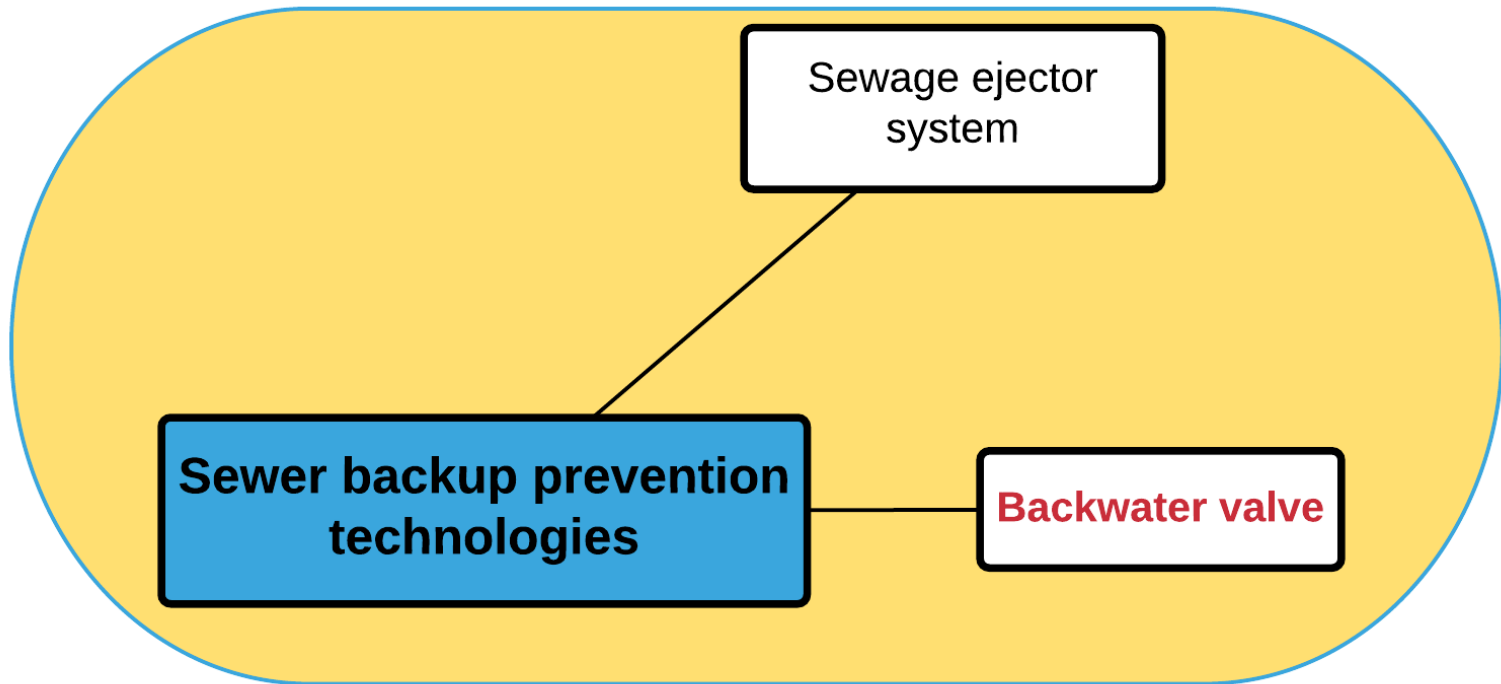 Sewage ejector
system
Sewer backup prevention
technologies
Backwater valve